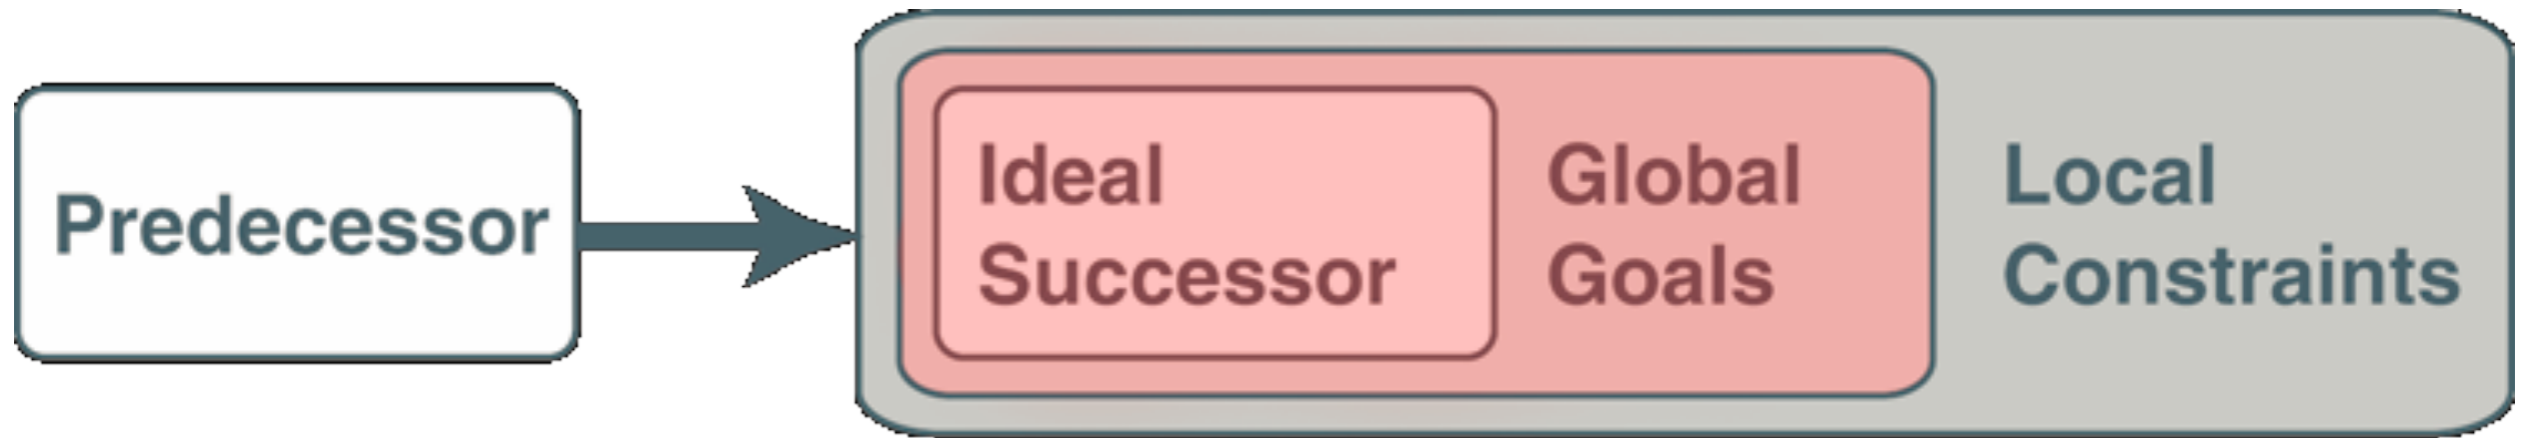 Predecessor
Ideal
Successor
Global
Goals
Local
Constraints